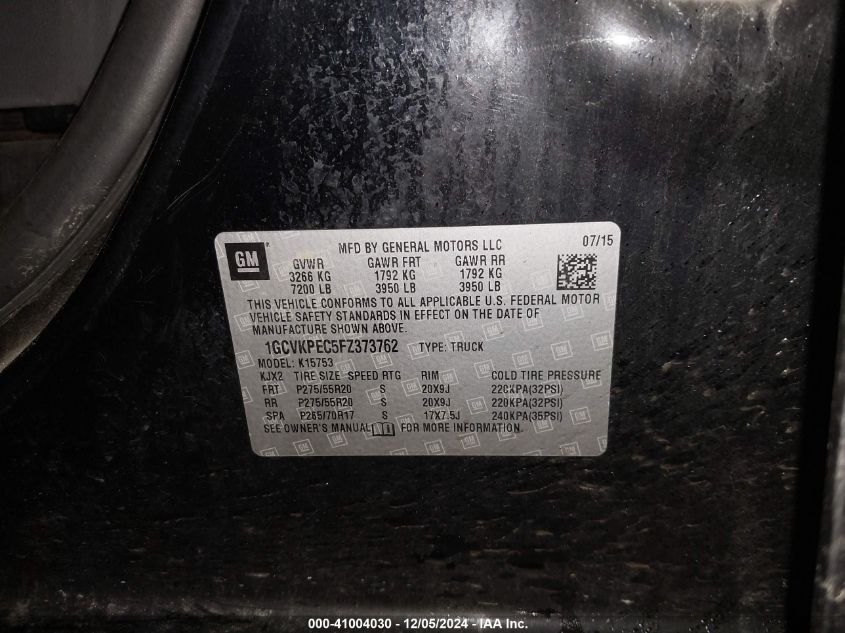 GM
MFD BY GENERAL MOTORS LLC 07/15
GVWR GAWR FRT GAWR RR
3266 KG 1792 KG 1792 KG
7200 LB 3950 LB 3950 LB
THIS VEHICLE CONFORMS TO ALL APPLICABLE U.S. FEDERAL MOTOR
VEHICLE SAFETY STANDARDS IN EFFECT ON THE DATE OF
MANUFACTURE SHOWN ABOVE.
1GCVKPEC5FZ373762 TYPE: TRUCK
MODEL: K15753
KJX2 TIRE SIZE SPEED RTG RIM COLD TIRE PRESSURE
FRT P275/55R20 S 20X9J 220KPA(32PSI)
RR P275/55R20 S 20X9J 220KPA(32PSI)
SPA P265/70R17 S 17X7.5J 240KPA(35PSI)
SEE OWNER'S MANUAL FOR MORE INFORMATION.
000-41004030 - 12/05/2024 - IAA Inc.